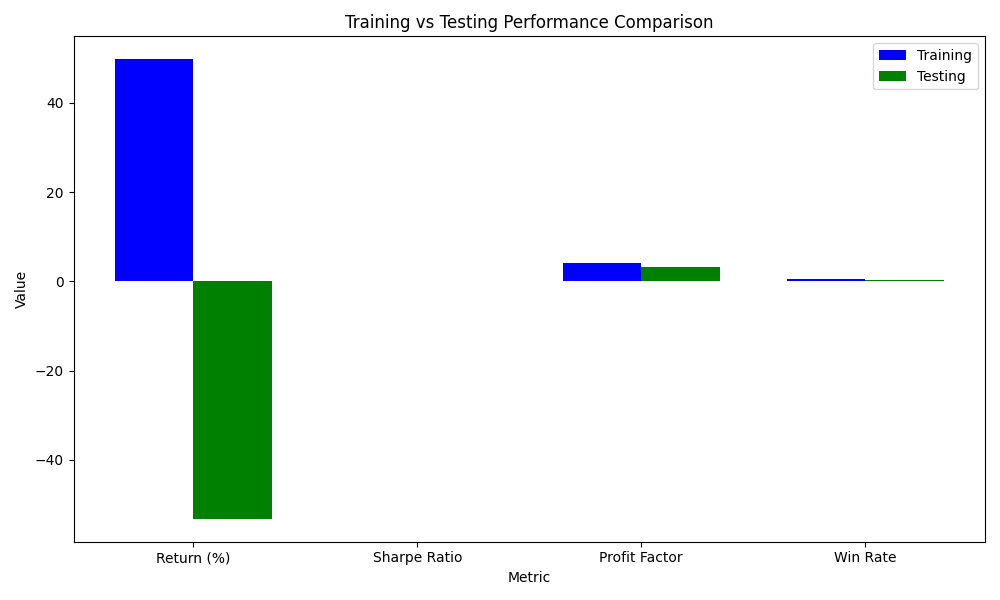 Training vs Testing Performance Comparison
Training
Testing
40
20
0
−20
−40
Value
Return (%)
Sharpe Ratio
Profit Factor
Win Rate
Metric